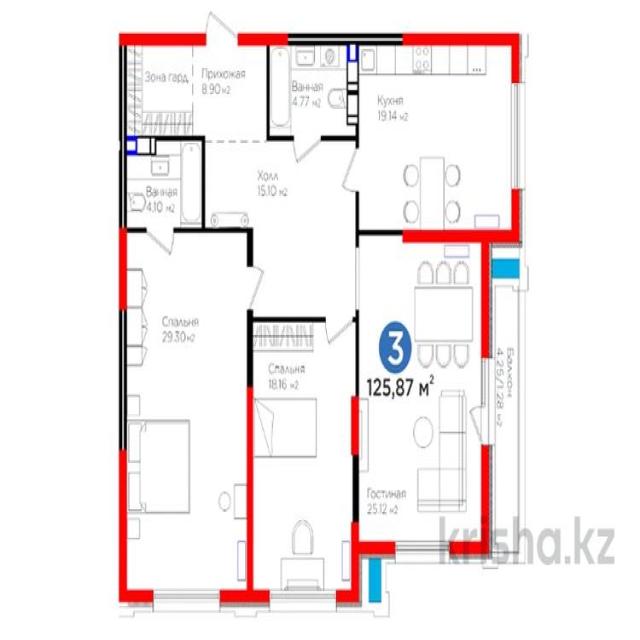 Зона гард.
Прихожая
8.90 м2
Ванная
4.77 м2
Кухня
19.14 м2
Ванная
4.10 м2
Холл
15.10 м2
Спальня
29.30 м2
Спальня
18.16 м2
3
125,87 м2
Балкон
4.25/1.28 м2
Гостиная
25.12 м2
krisha.kz